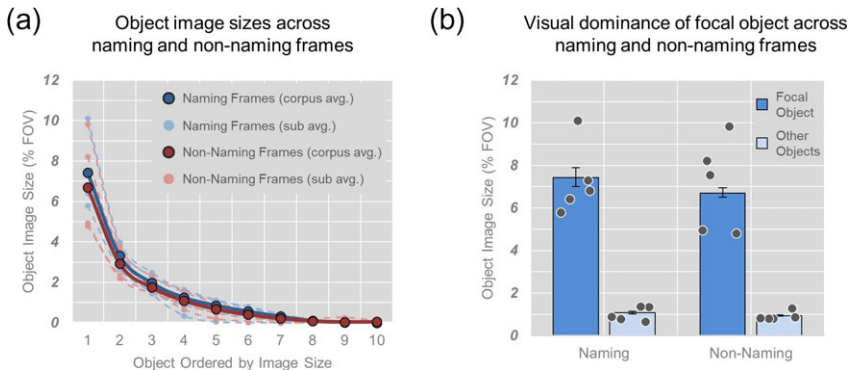 (a)
Object image sizes across
naming and non-naming frames
Object Image Size (% FOV)
12
10
8
6
4
2
0
Naming Frames (corpus avg.)
Naming Frames (sub avg.)
Non-Naming Frames (corpus avg.)
Non-Naming Frames (sub avg.)
1 2 3 4 5 6 7 8 9 10
Object Ordered by Image Size
(b)
Visual dominance of focal object across
naming and non-naming frames
Object Image Size (% FOV)
12
10
8
6
4
2
0
Focal
Object
Other
Objects
Naming Non-Naming